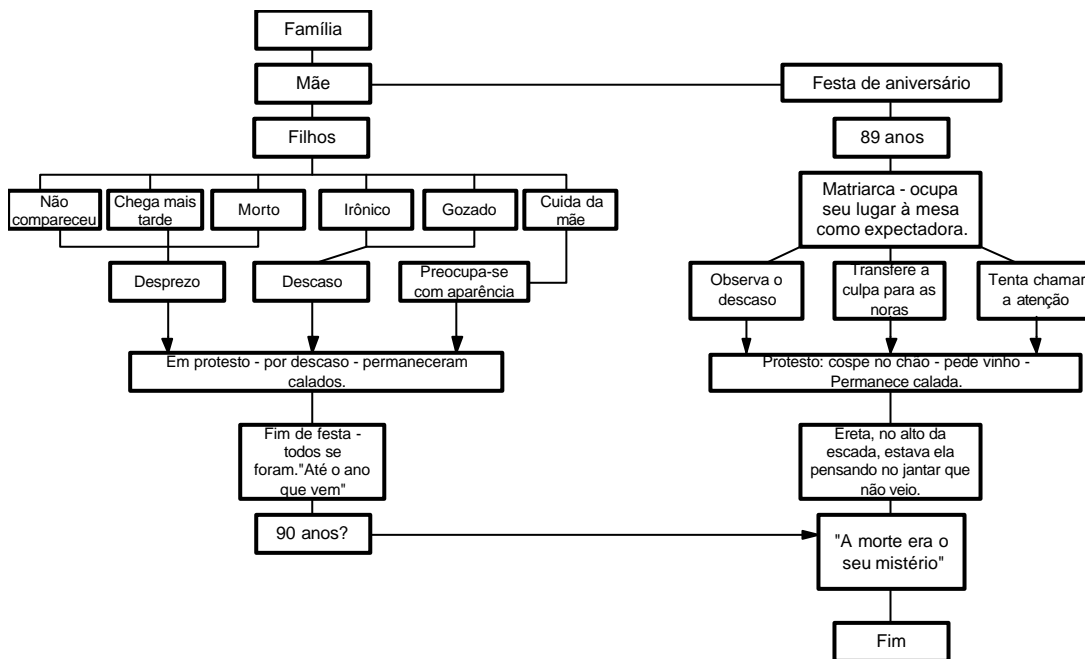 Família
Mãe
Festa de aniversário
Filhos
89 anos
Não
compareceu
Chega mais
tarde
Morto
Irônico
Gozado
Cuida da
mãe
Matriarca - ocupa
seu lugar à mesa
como expectadora.
Desprezo
Descaso
Preocupa-se
com aparência
Observa o
descaso
Transfere a
culpa para as
noras
Tenta chamar
a atenção
Em protesto - por descaso - permaneceram
calados.
Protesto: cospe no chão - pede vinho -
Permanece calada.
Fim de festa -
todos se
foram."Até o ano
que vem"
Ereta, no alto da
escada, estava ela
pensando no jantar que
não veio.
90 anos?
"A morte era o
seu mistério"
Fim